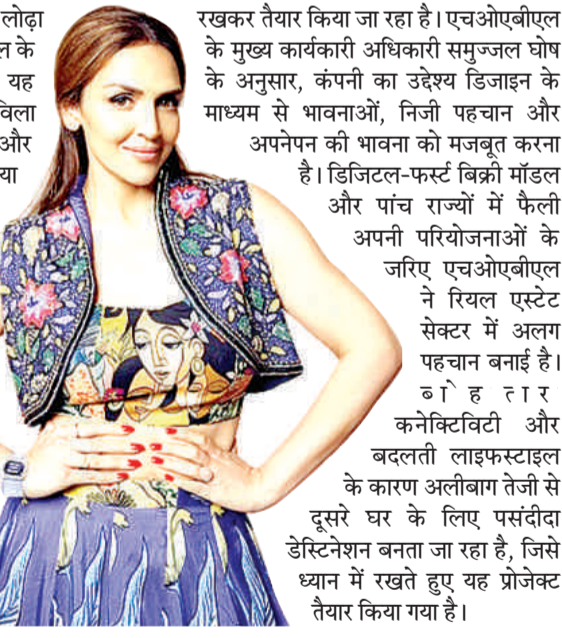 लोढ़ा
ल के
यह
विला
और
या
रखकर तैयार किया जा रहा है। एचओएबीएल
के मुख्य कार्यकारी अधिकारी समुज्जल घोष
के अनुसार, कंपनी का उद्देश्य डिजाइन के
माध्यम से भावनाओं, निजी पहचान और
अपनेपन की भावना को मजबूत करना
है। डिजिटल-फर्स्ट बिक्री मॉडल
और पांच राज्यों में फैली
अपनी परियोजनाओं के
जरिए एचओएबीएल
ने रियल एस्टेट
सेक्टर में अलग
पहचान बनाई है।
बा े ह त ा र
कनेक्टिविटी और
बदलती लाइफस्टाइल
के कारण अलीबाग तेजी से
दूसरे घर के लिए पसंदीदा
डेस्टिनेशन बनता जा रहा है, जिसे
ध्यान में रखते हुए यह प्रोजेक्ट
तैयार किया गया है।